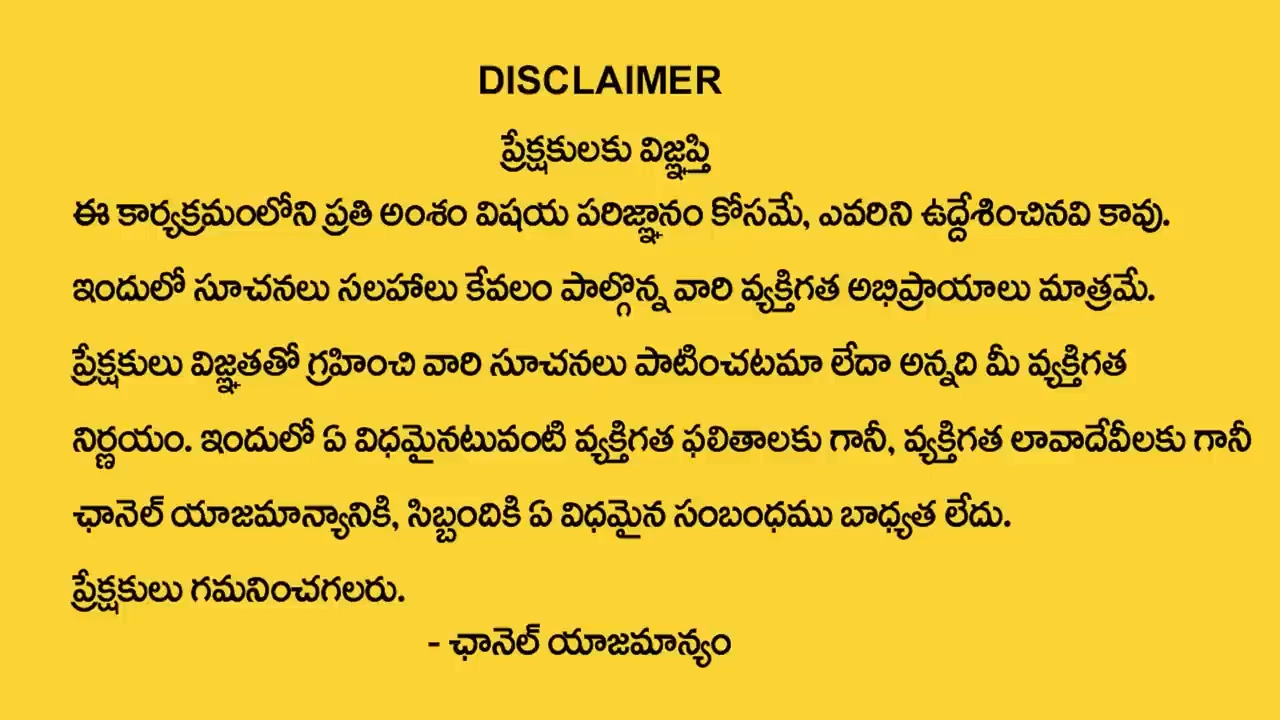 DISCLAIMER
ప్రేక్షకులకు విజ్ఞప్తి
ఈ కార్యక్రమంలోని ప్రతి అంశం విషయ పరిజ్ఞానం కోసమే, ఎవరిని ఉద్దేశించినవి కావు.
ఇందులో సూచనలు సలహాలు కేవలం పాల్గొన్న వారి వ్యక్తిగత అభిప్రాయాలు మాత్రమే.
ప్రేక్షకులు విజ్ఞతతో గ్రహించి వారి సూచనలు పాటించటమా లేదా అన్నది మీ వ్యక్తిగత
నిర్ణయం. ఇందులో ఏ విధమైనటువంటి వ్యక్తిగత ఫలితాలకు గానీ, వ్యక్తిగత లావాదేవీలకు గానీ
ఛానెల్ యాజమాన్యానికి, సిబ్బందికి ఏ విధమైన సంబంధము బాధ్యత లేదు.
ప్రేక్షకులు గమనించగలరు.
- ఛానెల్ యాజమాన్యం